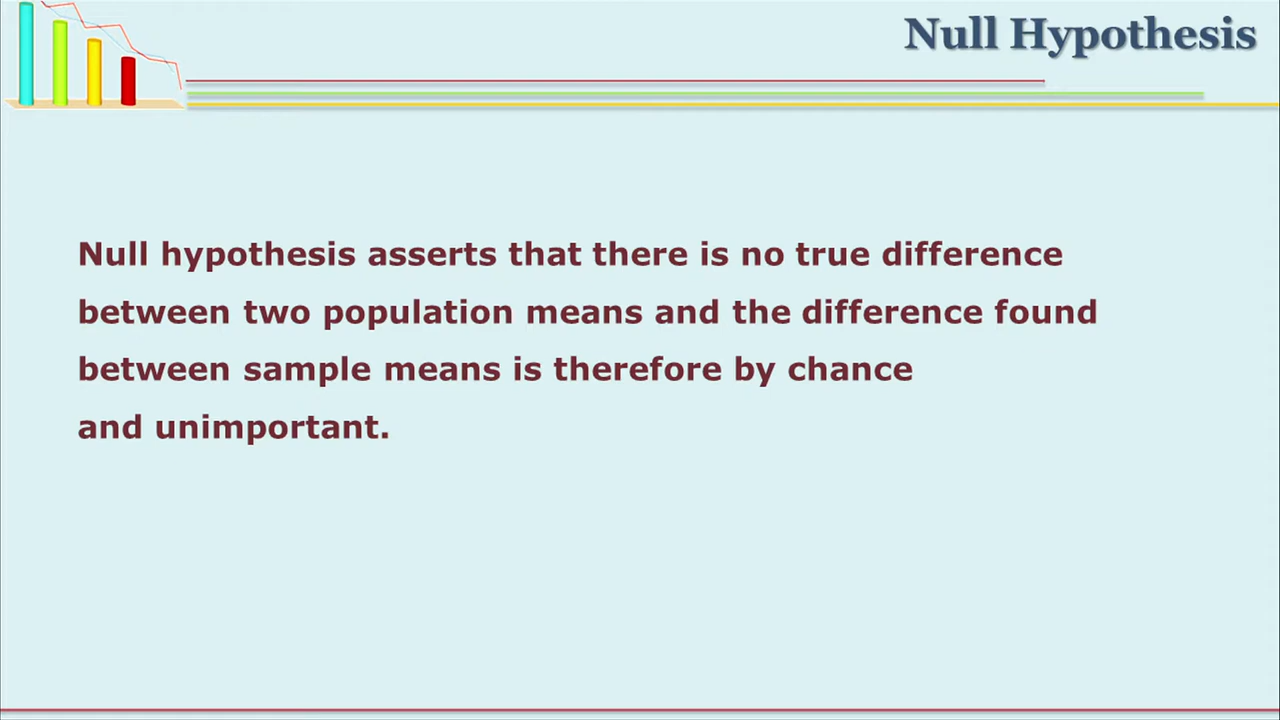 Null Hypothesis
Null hypothesis asserts that there is no true difference
between two population means and the difference found
between sample means is therefore by chance
and unimportant.